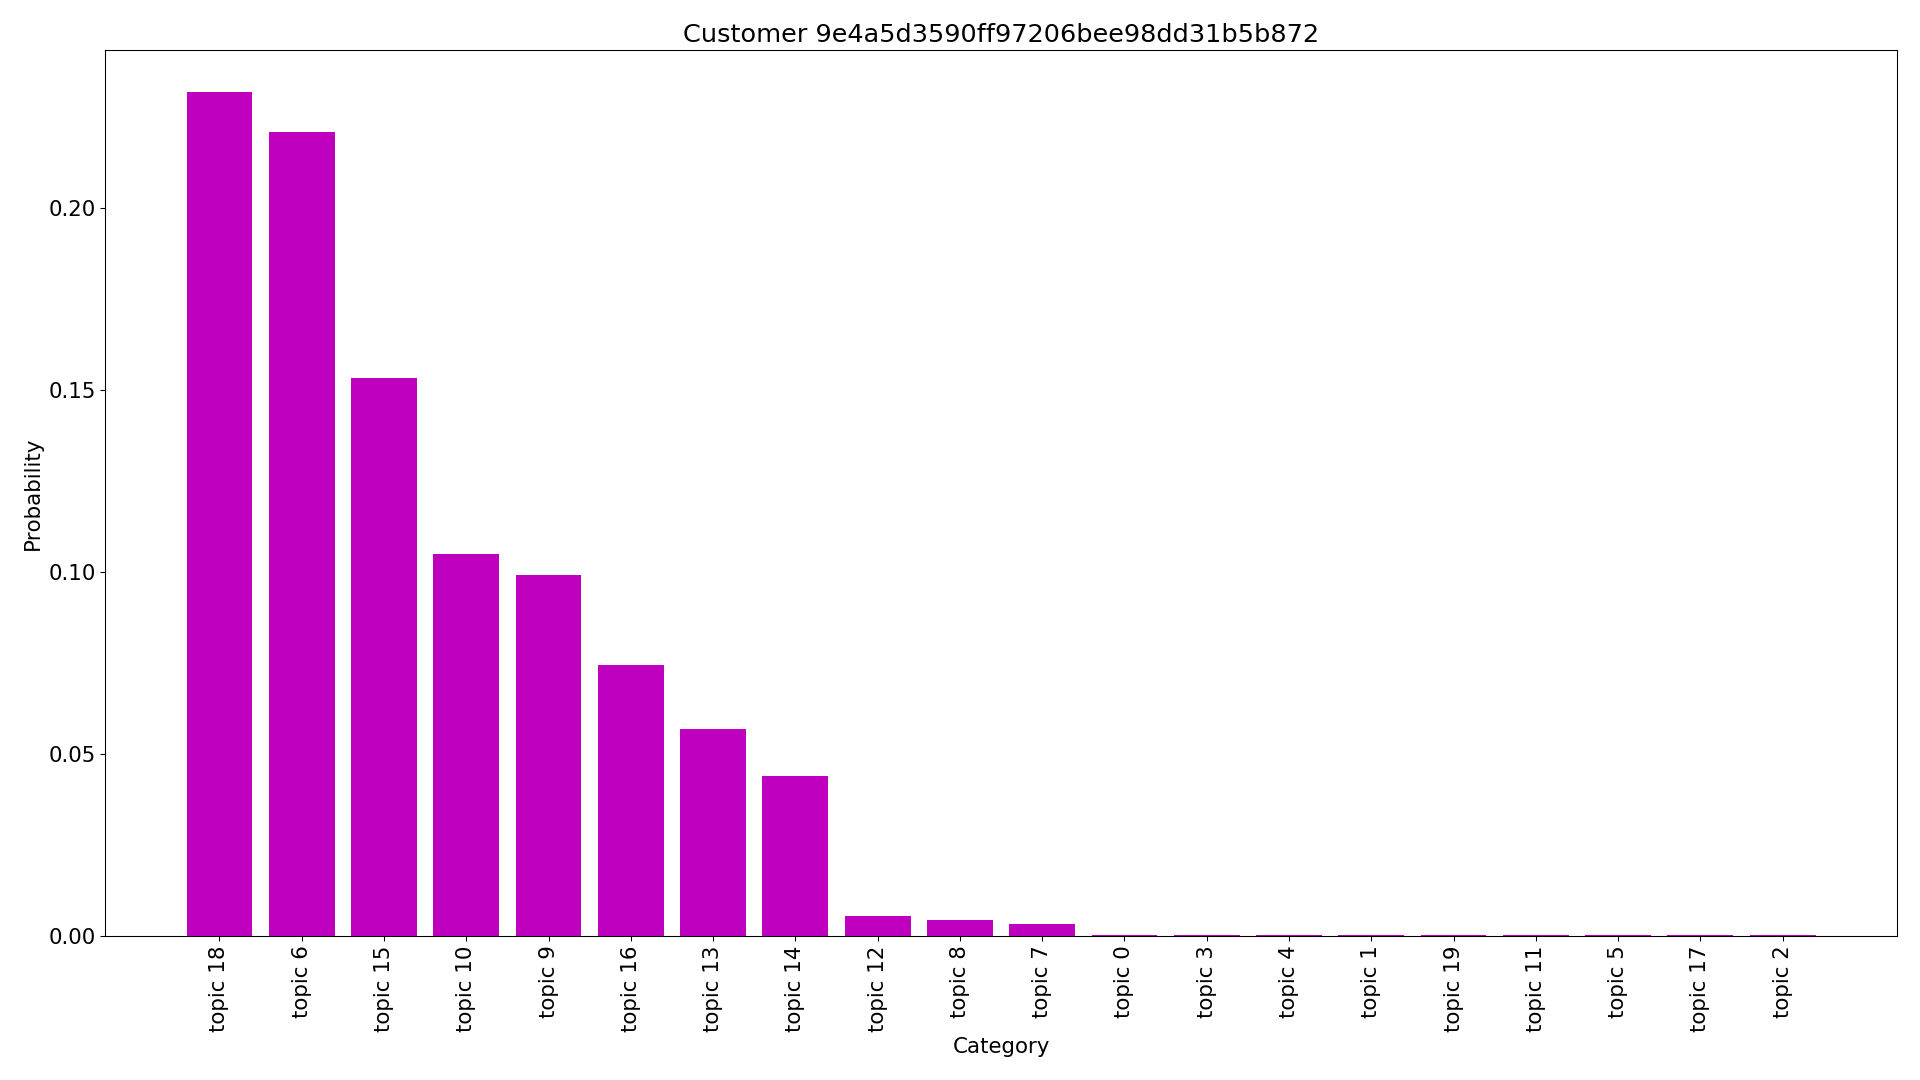 Customer 9e4a5d3590ff97206bee98dd31b5b872
Probability
0.20
0.15
0.10
0.05
0.00
topic 18
topic 6
topic 15
topic 10
topic 9
topic 16
topic 13
topic 14
topic 12
topic 8
topic 7
topic 0
topic 3
topic 4
topic 1
topic 19
topic 11
topic 5
topic 17
topic 2
Category